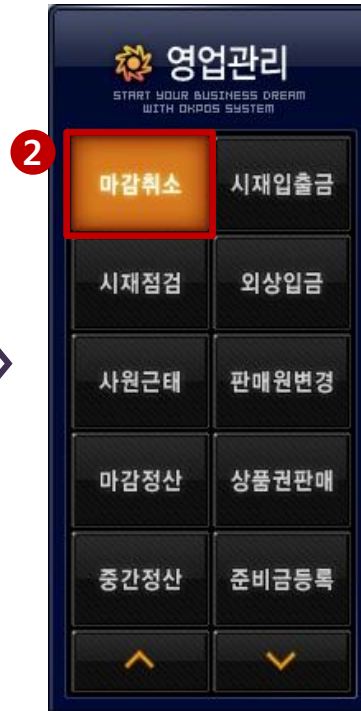 영업관리
START YOUR BUSINESS DREAM
WITH OKPOS SYSTEM
2
마감취소 시재입출금
시재점검 외상입금
사원근태 판매원변경
마감정산 상품권판매
중간정산 준비금등록